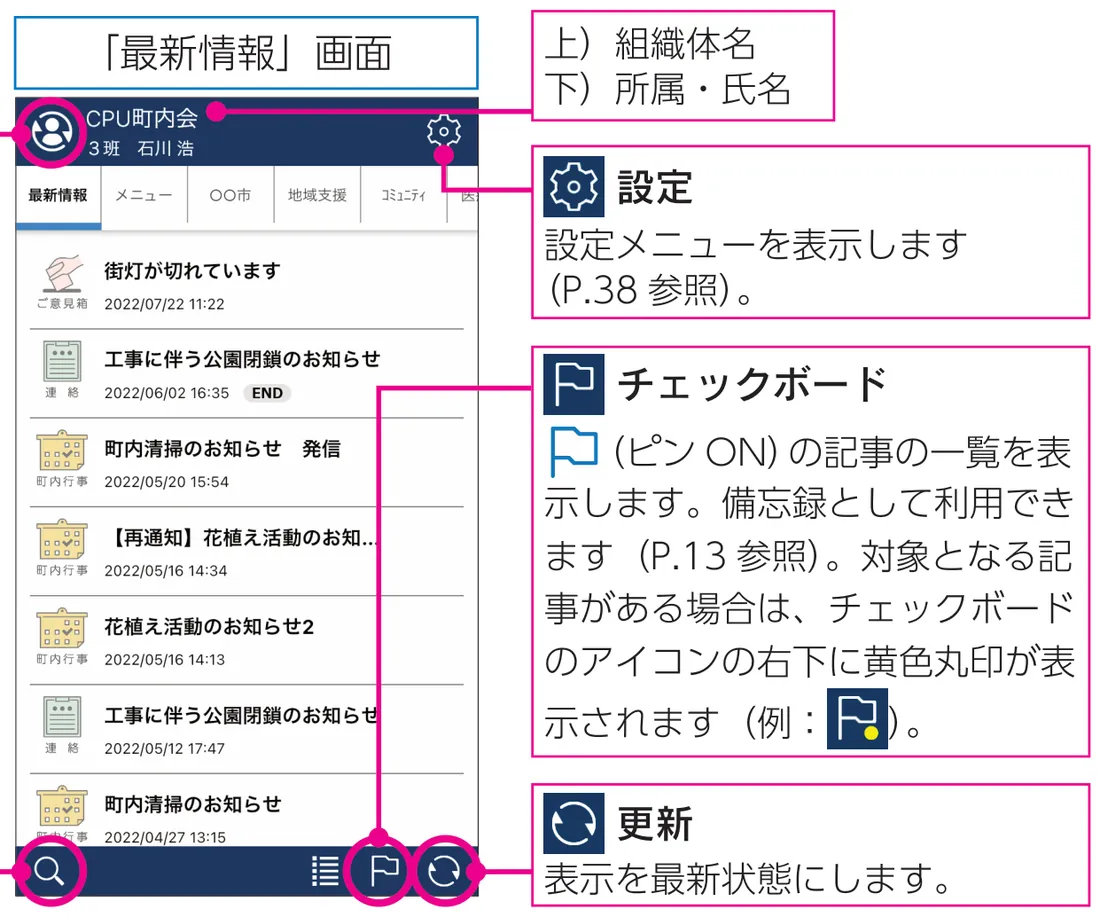 「最新情報」画面
CPU町内会
3班 石川 浩
最新情報
メニュー
〇〇市
地域支援
ｺﾐｭﾆﾃｨ
ご意見箱
街灯が切れています
2022/07/22 11:22
連 絡
工事に伴う公園閉鎖のお知らせ
2022/06/02 16:35 END
町内行事
町内清掃のお知らせ 発信
2022/05/20 15:54
町内行事
【再通知】花植え活動のお知...
2022/05/16 14:34
町内行事
花植え活動のお知らせ2
2022/05/16 14:13
連 絡
工事に伴う公園閉鎖のお知らせ
2022/05/12 17:47
町内行事
町内清掃のお知らせ
2022/04/27 13:15
上）組織体名
下）所属・氏名
設定
設定メニューを表示します
（P.38 参照）。
チェックボード
(ピン ON) の記事の一覧を表
示します。備忘録として利用でき
ます（P.13 参照）。対象となる記
事がある場合は、チェックボード
のアイコンの右下に黄色丸印が表
示されます（例：）。
更新
表示を最新状態にします。